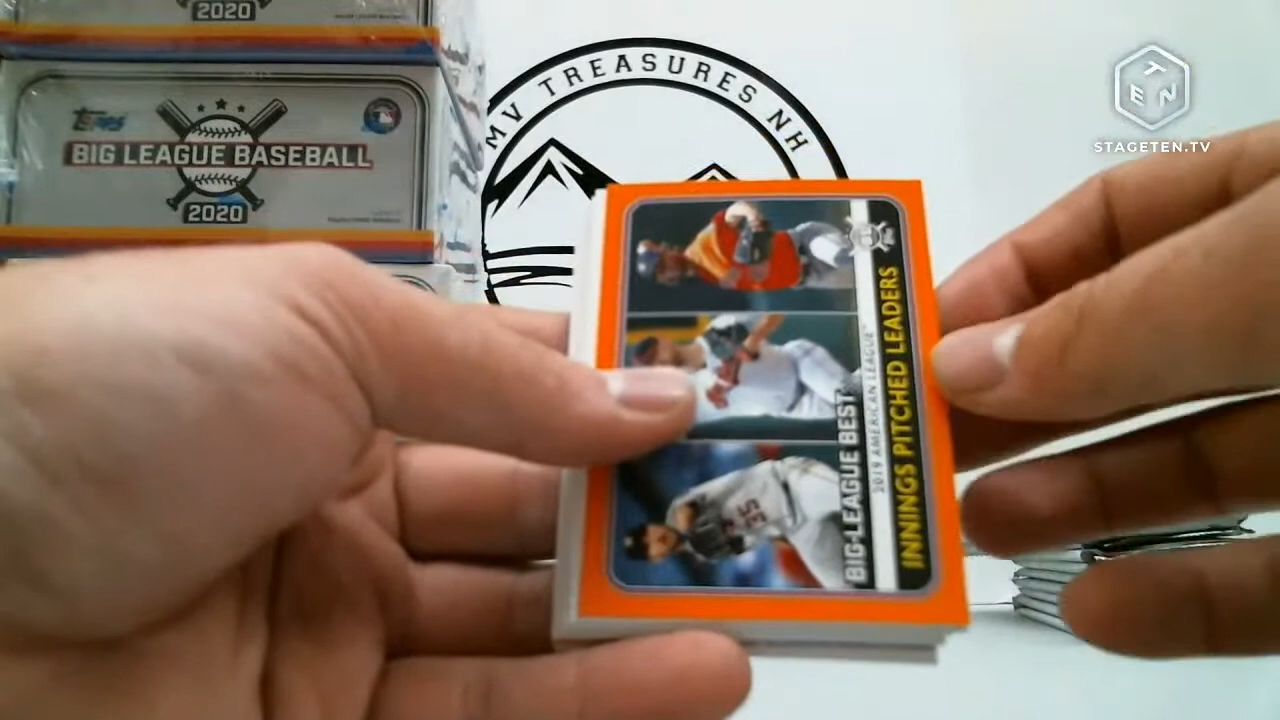 2020
Topps
BIG LEAGUE BASEBALL
2020
MV TREASURES NH
T
EN
STAGETEN.TV
BIG-LEAGUE BEST
2019 AMERICAN LEAGUE
INNINGS PITCHED LEADERS
35